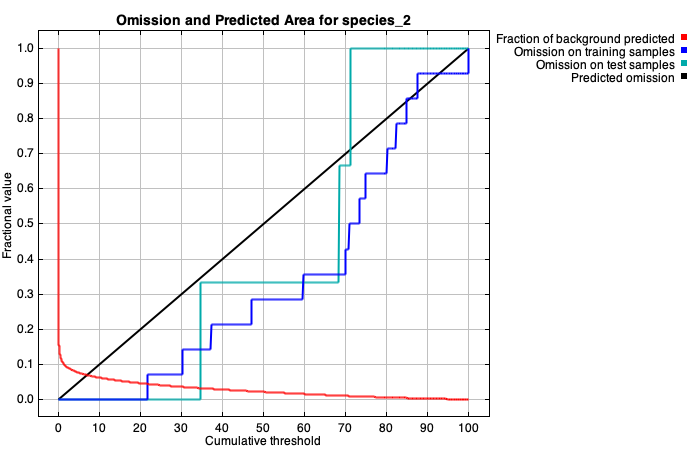 Omission and Predicted Area for species_2
Fraction of background predicted
Omission on training samples
Omission on test samples
Predicted omission
Fractional value
1.0
0.9
0.8
0.7
0.6
0.5
0.4
0.3
0.2
0.1
0.0
0 10 20 30 40 50 60 70 80 90 100
Cumulative threshold